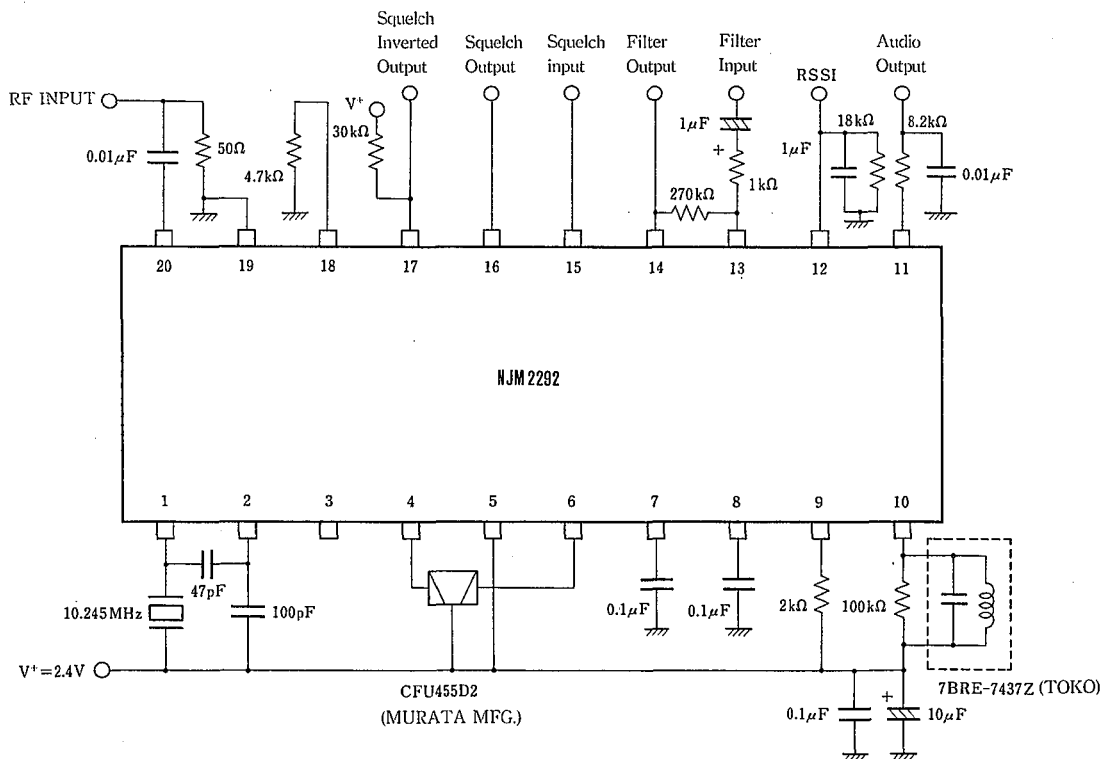 Squelch
Inverted
Output
Squelch
Output
Squelch
input
Filter
Output
Filter
Input
RSSI
Audio
Output
RF INPUT
V+
0.01μF
50Ω
4.7kΩ
30kΩ
1μF
+
1kΩ
270kΩ
1μF
18kΩ
8.2kΩ
0.01μF
20 19 18 17 16 15 14 13 12 11
NJM2292
1 2 3 4 5 6 7 8 9 10
47pF
10.245MHz
100pF
0.1μF
0.1μF
2kΩ
100kΩ
V+=2.4V
CFU455D2
(MURATA MFG.)
7BRE-7437Z (TOKO)
0.1μF
+
10μF